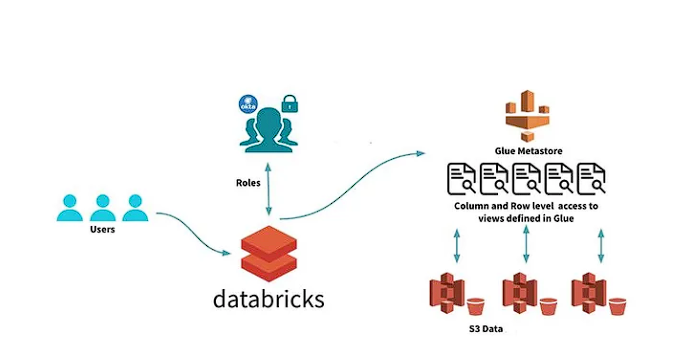 okta
Glue Metastore
Roles
Column and Row level access to
views defined in Glue
Users
databricks
S3 Data